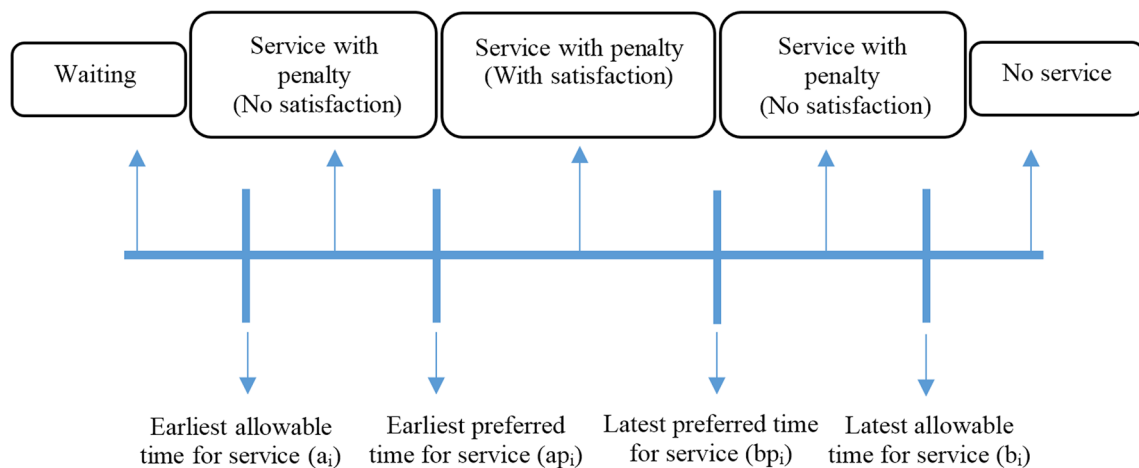 Waiting
Service with
penalty
(No satisfaction)
Service with penalty
(With satisfaction)
Service with
penalty
(No satisfaction)
No service
Earliest allowable
time for service (aᵢ)
Earliest preferred
time for service (apᵢ)
Latest preferred time
for service (bpᵢ)
Latest allowable
time for service (bᵢ)